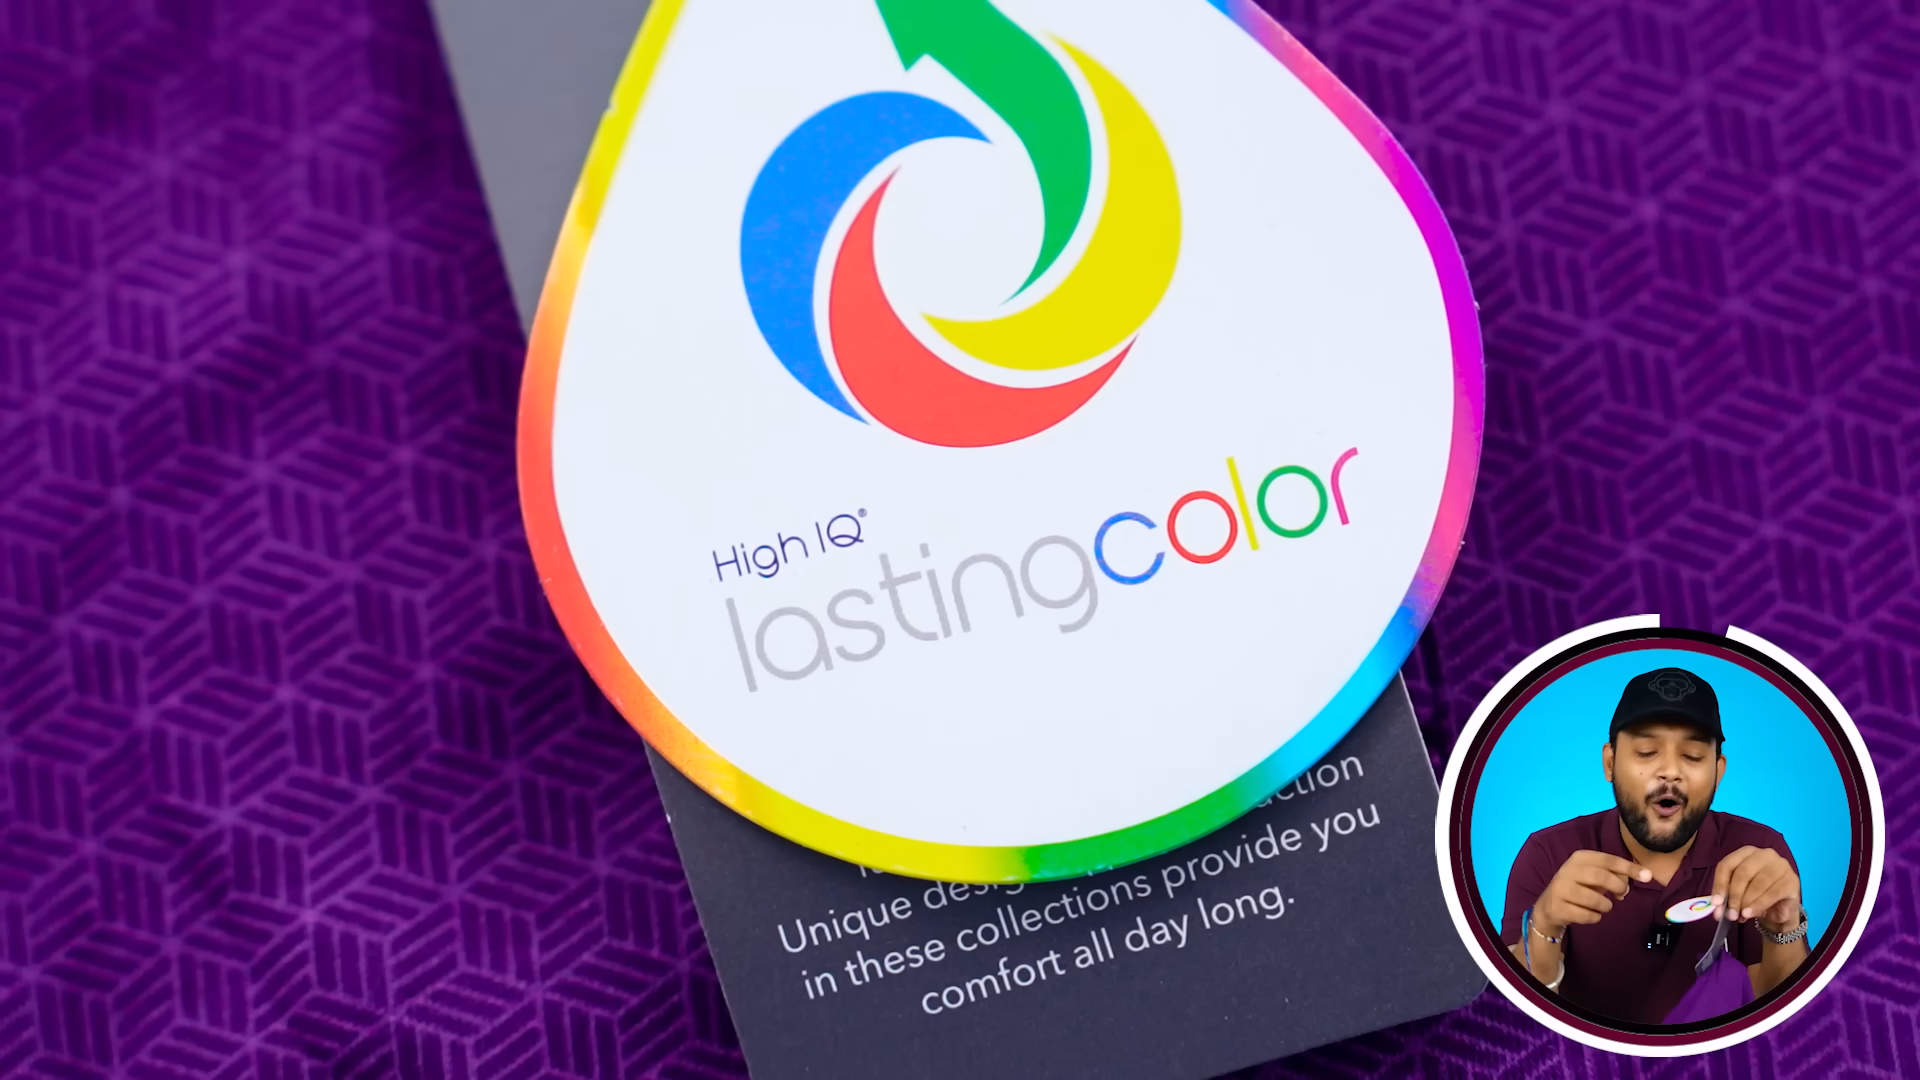 High IQ®
lastingcolor
Unique
in these collections provide you
comfort all day long.